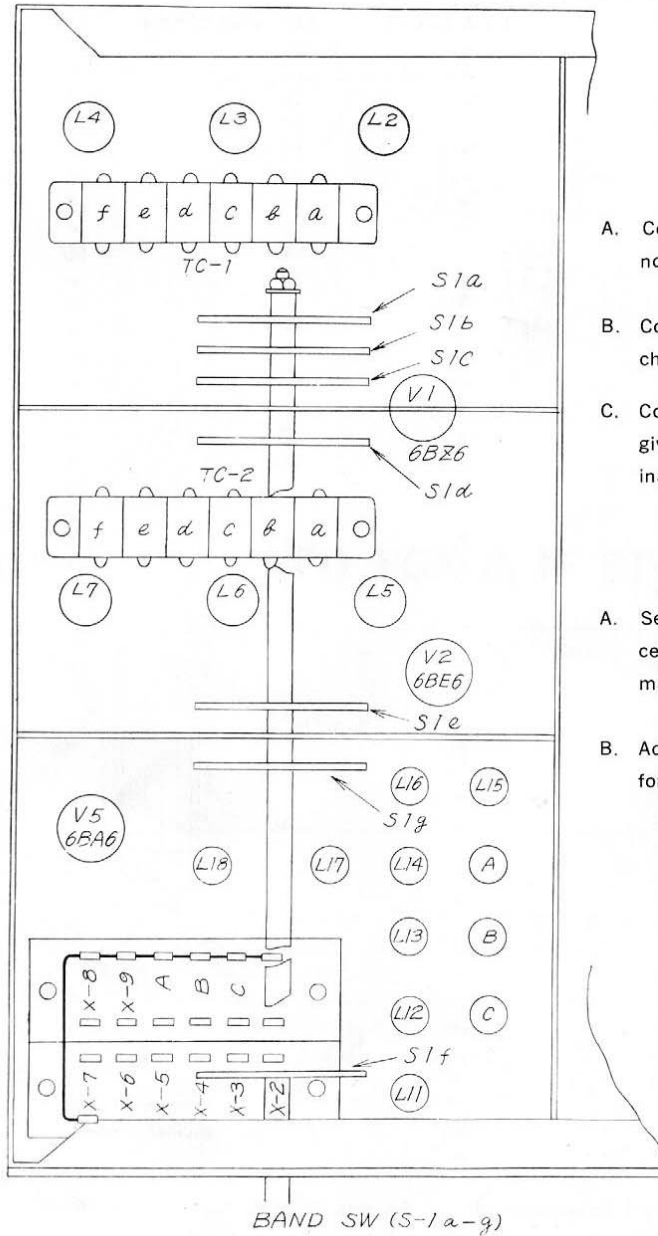 L4 L3 L2
f e d c b a
TC-1
S1a
S1b
S1c
V1
6BZ6
S1d
TC-2
f e d c b a
L7 L6 L5
V2
6BE6
S1e
S1g
L16 L15
V5
6BA6
L18 L17 L14 A
L13 B
X-8 X-9 A B C
L12 C
S1f
X-7 X-6 X-5 X-4 X-3 X-2
L11
BAND SW (S-1a-g)
A.
B.
C.
A.
B.